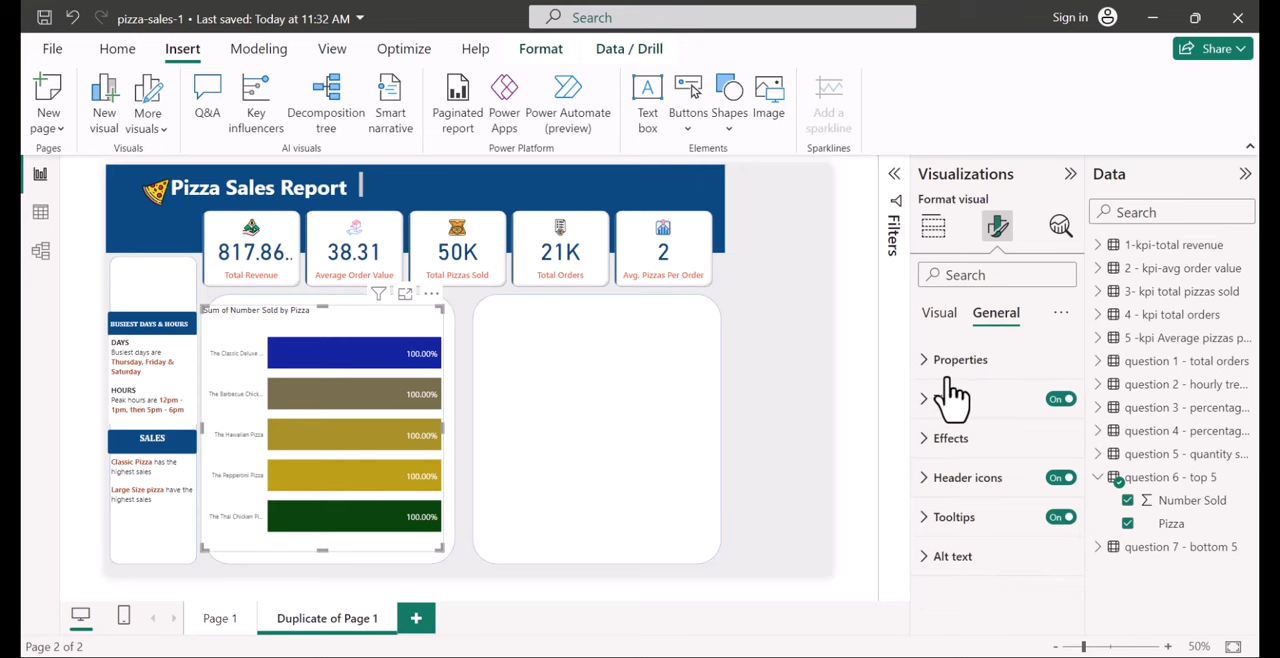 pizza-sales-1 • Last saved: Today at 11:32 AM
Search
Sign in
File Home Insert Modeling View Optimize Help Format Data / Drill
Share
New page
Pages
New visual
More visuals
Visuals
Q&A
Key influencers
Decomposition tree
Smart narrative
AI visuals
Paginated report
Power Apps
Power Automate (preview)
Power Platform
Text box
Buttons
Shapes
Image
Elements
Add a sparkline
Sparklines
Pizza Sales Report
817.86..
Total Revenue
38.31
Average Order Value
50K
Total Pizzas Sold
21K
Total Orders
2
Avg. Pizzas Per Order
BUSIEST DAYS & HOURS
DAYS
Busiest days are
Thursday, Friday &
Saturday
HOURS
Peak hours are 12pm -
1pm, then 5pm - 6pm
SALES
Classic Pizza has the
highest sales
Large Size pizza have the
highest sales
Sum of Number Sold by Pizza
The Classic Deluxe ... 100.00%
The Barbecue Chick... 100.00%
The Hawaiian Pizza 100.00%
The Pepperoni Pizza 100.00%
The Thai Chicken Pi... 100.00%
Filters
Visualizations
Format visual
Search
Visual General
Properties
On
Effects
Header icons On
Tooltips On
Alt text
Data
Search
1-kpi-total revenue
2 - kpi-avg order value
3- kpi total pizzas sold
4 - kpi total orders
5 -kpi Average pizzas p...
question 1 - total orders
question 2 - hourly tre...
question 3 - percentag...
question 4 - percentag...
question 5 - quantity s...
question 6 - top 5
Number Sold
Pizza
question 7 - bottom 5
Page 1 Duplicate of Page 1
Page 2 of 2
50%